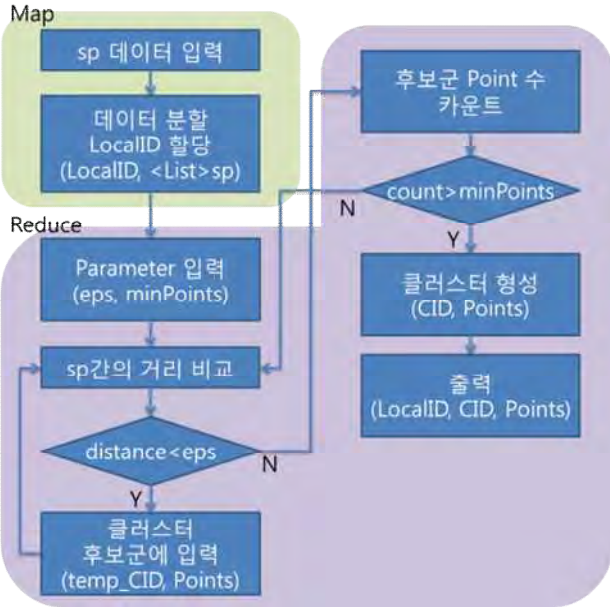 Map
sp 데이터 입력
데이터 분할
LocalID 할당
(LocalID, <List>sp)
Reduce
Parameter 입력
(eps, minPoints)
sp간의 거리 비교
distance<eps
N
Y
클러스터
후보군에 입력
(temp_CID, Points)
후보군 Point 수
카운트
count>minPoints
N
Y
클러스터 형성
(CID, Points)
출력
(LocalID, CID, Points)